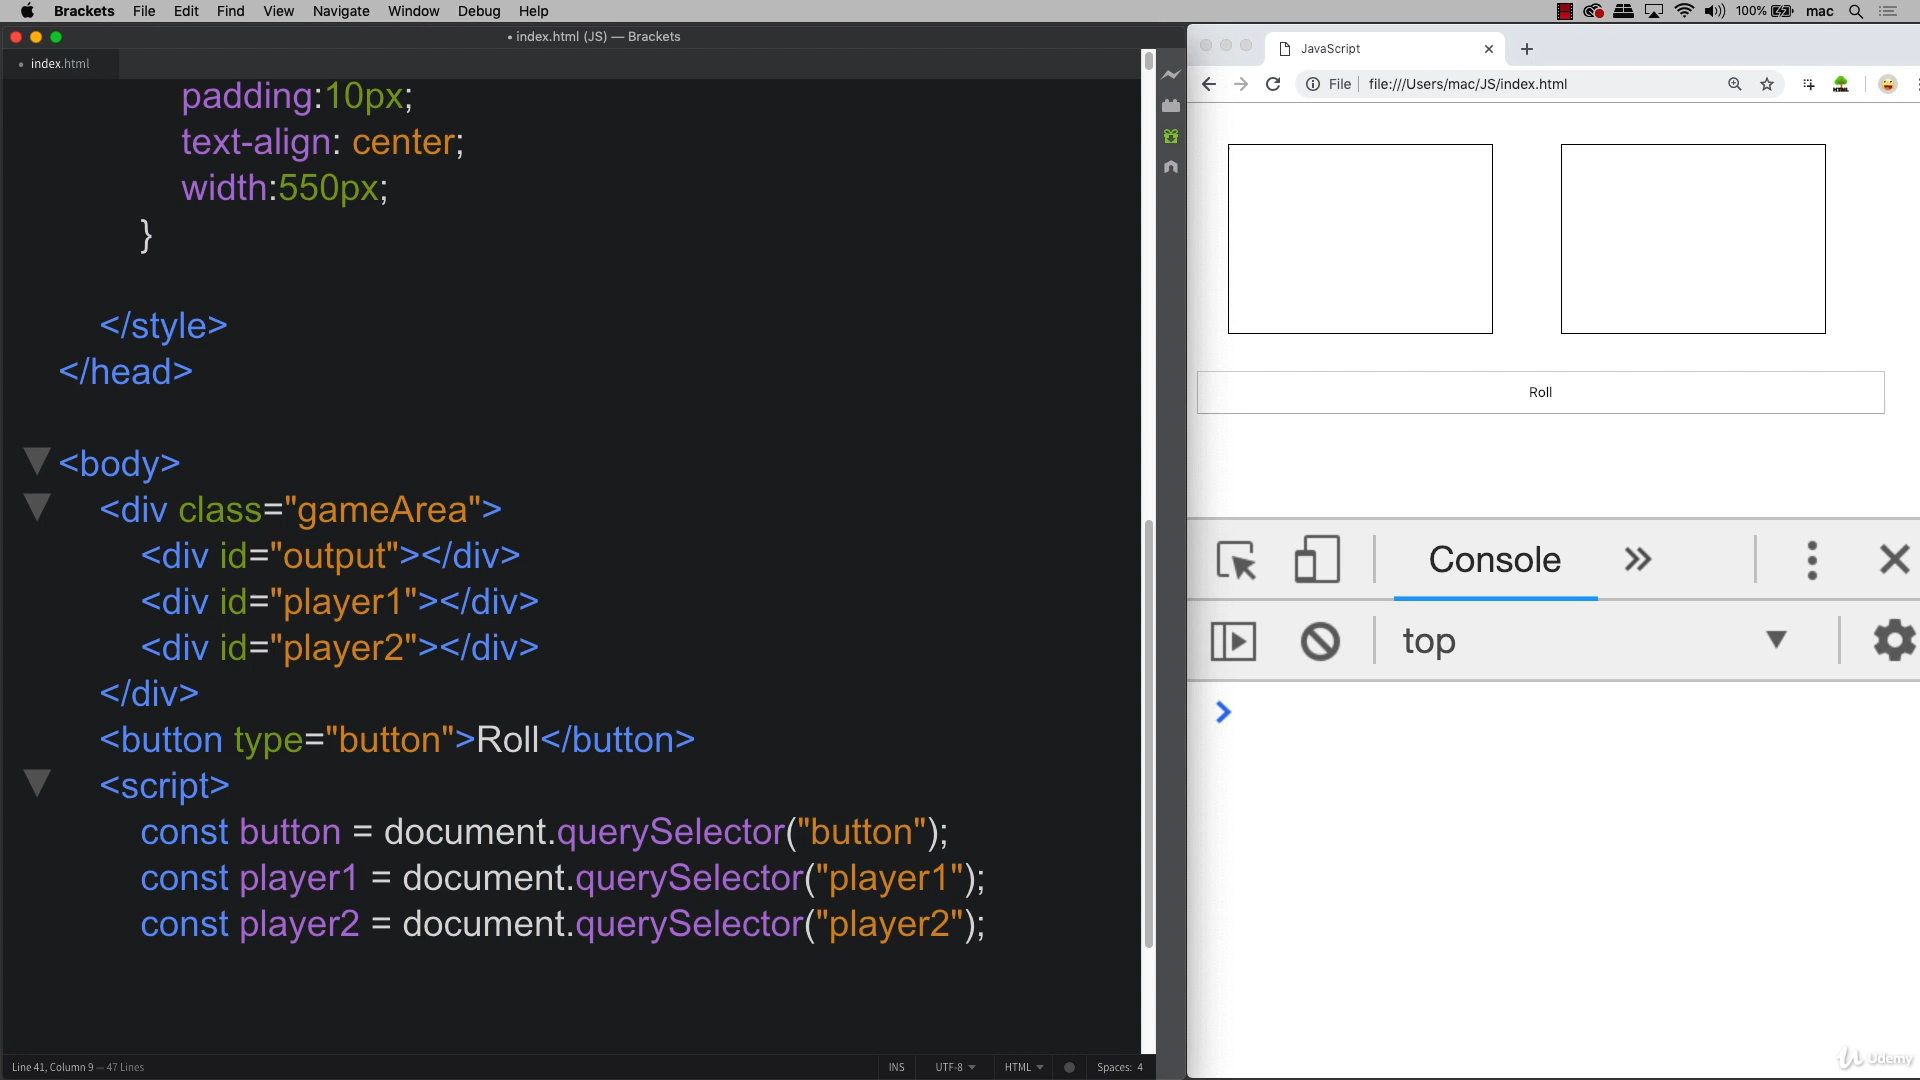 Brackets File Edit Find View Navigate Window Debug Help 100% mac
• index.html (JS) — Brackets
• index.html
padding:10px;
text-align: center;
width:550px;
}
</style>
</head>
<body>
<div class="gameArea">
<div id="output"></div>
<div id="player1"></div>
<div id="player2"></div>
</div>
<button type="button">Roll</button>
<script>
const button = document.querySelector("button");
const player1 = document.querySelector("player1");
const player2 = document.querySelector("player2");
Line 41, Column 9 — 47 Lines
INS UTF-8 HTML Spaces: 4
JavaScript
File file:///Users/mac/JS/index.html
Roll
Console
top
Udemy